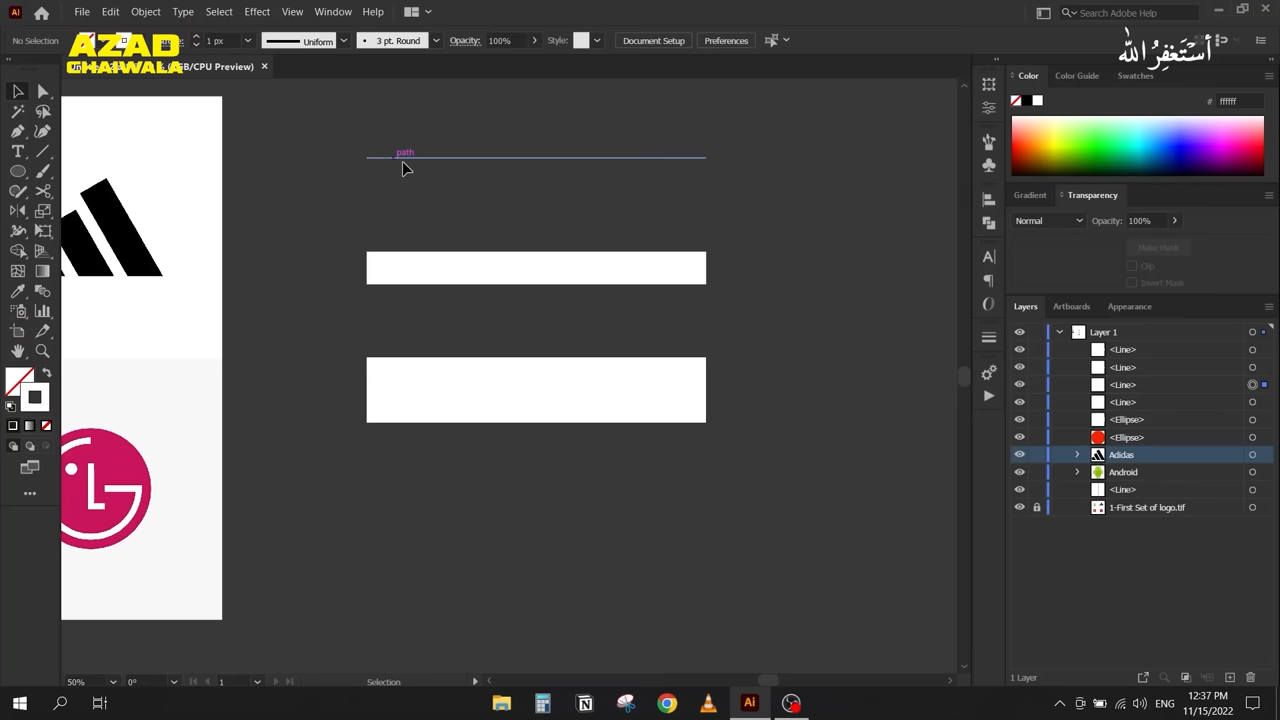 File Edit Object Type Select Effect View Window Help
Search Adobe Help
No Selection
1 px
Uniform
3 pt. Round
Opacity: 100%
Style:
Document Setup
Preferences
AZAD
CHAIWALA
أستغفر الله
GB/CPU Preview)
Color
Color Guide
Swatches
# ffffff
path
Gradient
Transparency
Normal
Opacity: 100%
Make Mask
Clip
Invert Mask
Layers
Artboards
Appearance
Layer 1
<Line>
<Line>
<Line>
<Line>
<Ellipse>
<Ellipse>
Adidas
Android
<Line>
1-First Set of logo.tif
LG
50%
0°
1
Selection
1 Layer
ENG
12:37 PM
11/15/2022